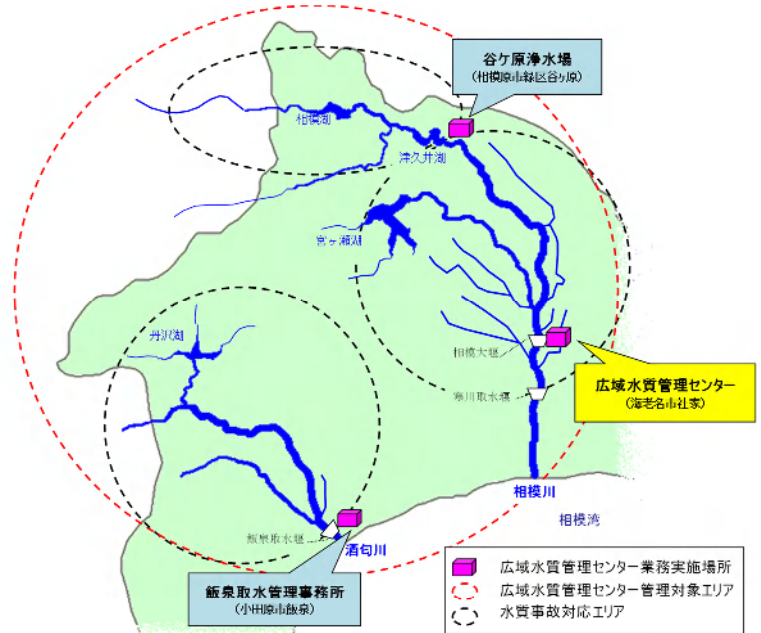 谷ケ原浄水場
(相模原市緑区谷ヶ原)
相模湖
津久井湖
宮ヶ瀬湖
丹沢湖
相模大堰
広域水質管理センター
(海老名市社家)
寒川取水堰
相模川
相模湾
飯泉取水堰
酒匂川
飯泉取水管理事務所
(小田原市飯泉)
広域水質管理センター業務実施場所
広域水質管理センター管理対象エリア
水質事故対応エリア